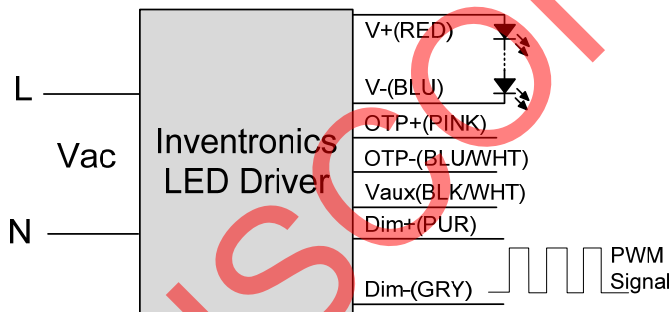 V+(RED)
L
V-(BLU)
OTP+(PINK)
Vac
Inventronics
LED Driver
OTP-(BLU/WHT)
Vaux(BLK/WHT)
Dim+(PUR)
N
PWM
Signal
Dim-(GRY)